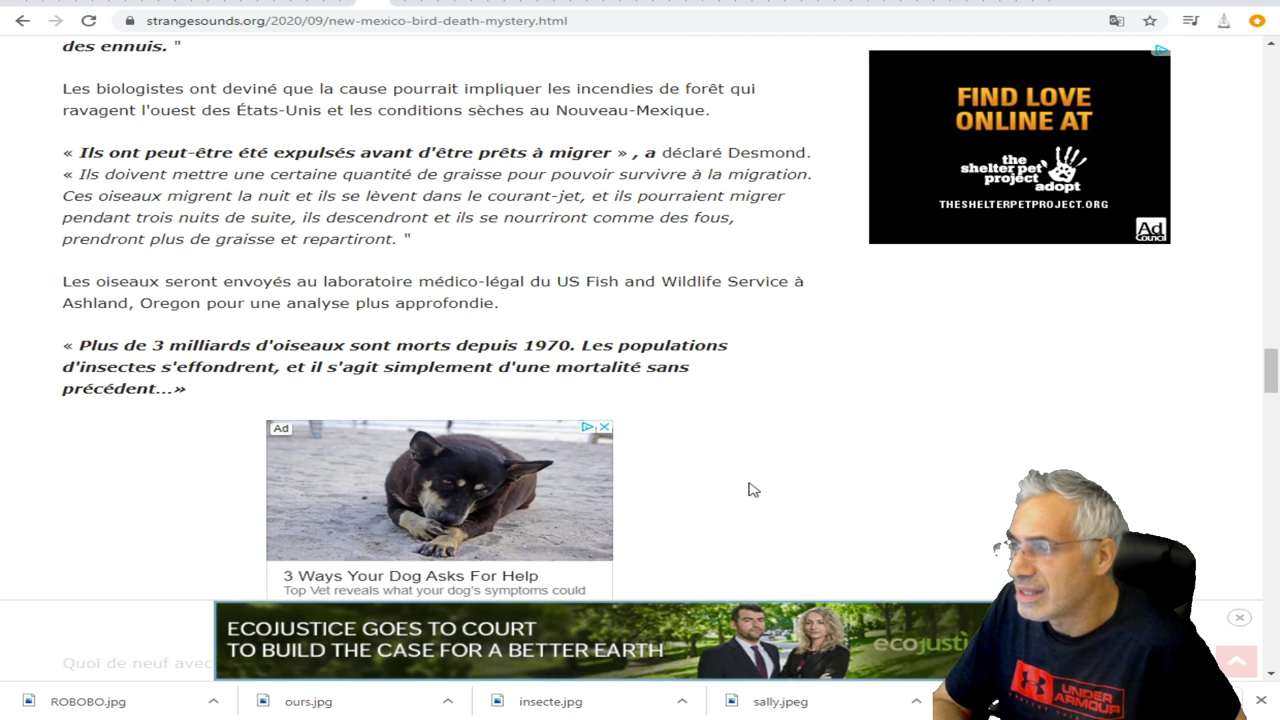 strangesounds.org/2020/09/new-mexico-bird-death-mystery.html
des ennuis. "
Les biologistes ont deviné que la cause pourrait impliquer les incendies de forêt qui
ravagent l'ouest des États-Unis et les conditions sèches au Nouveau-Mexique.
« Ils ont peut-être été expulsés avant d'être prêts à migrer » , a déclaré Desmond.
« Ils doivent mettre une certaine quantité de graisse pour pouvoir survivre à la migration.
Ces oiseaux migrent la nuit et ils se lèvent dans le courant-jet, et ils pourraient migrer
pendant trois nuits de suite, ils descendront et ils se nourriront comme des fous,
prendront plus de graisse et repartiront. "
Les oiseaux seront envoyés au laboratoire médico-légal du US Fish and Wildlife Service à
Ashland, Oregon pour une analyse plus approfondie.
« Plus de 3 milliards d'oiseaux sont morts depuis 1970. Les populations
d'insectes s'effondrent, et il s'agit simplement d'une mortalité sans
précédent...»
FIND LOVE
ONLINE AT
the
shelter pet
project
adopt
THESHELTERPETPROJECT.ORG
Ad
COUNCIL
Ad
3 Ways Your Dog Asks For Help
Top Vet reveals what your dog's symptoms could
ECOJUSTICE GOES TO COURT
TO BUILD THE CASE FOR A BETTER EARTH
ecojusti
Quoi de neuf avec
ROBOBO.jpg
ours.jpg
insecte.jpg
sally.jpeg
UNDER
ARMOUR